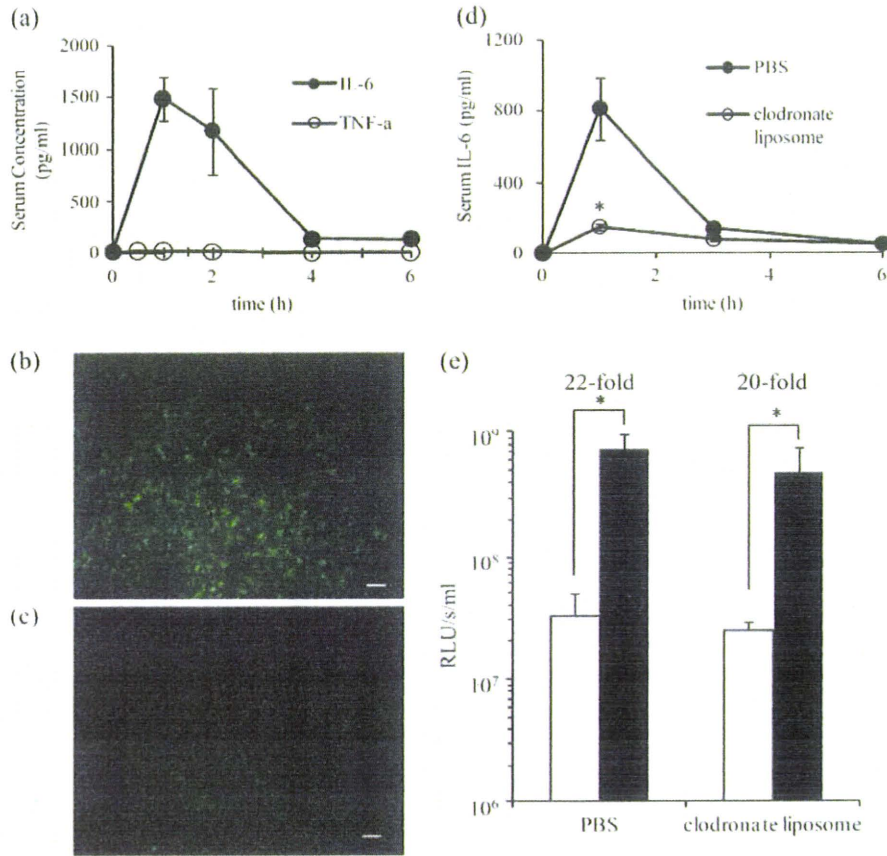 (a)
2000
1500
1000
500
0
Serum Concentration
(pg/ml)
IL-6
TNF-a
0
2
4
6
time (h)
(d)
1200
800
400
0
Serum IL-6 (pg/ml)
PBS
clodronate
liposome
*
0
2
4
6
time (h)
(b)
(c)
(e)
22-fold
20-fold
*
*
10⁹
10⁸
10⁷
10⁶
RLU/s/ml
PBS
clodronate liposome